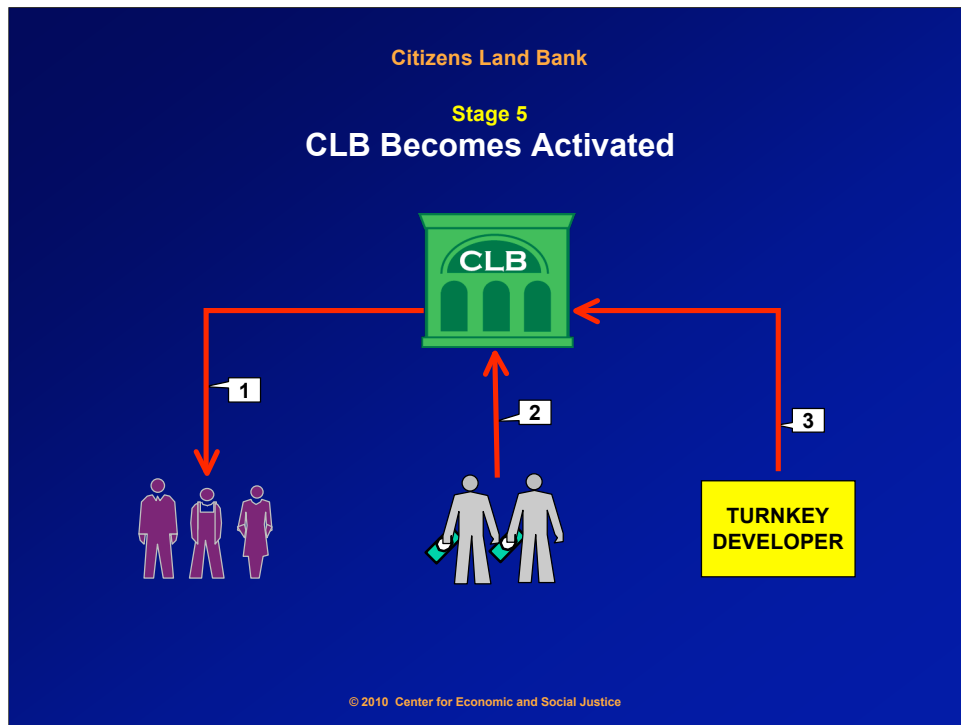 Citizens Land Bank
Stage 5
CLB Becomes Activated
CLB
1
2
3
TURNKEY
DEVELOPER
© 2010 Center for Economic and Social Justice